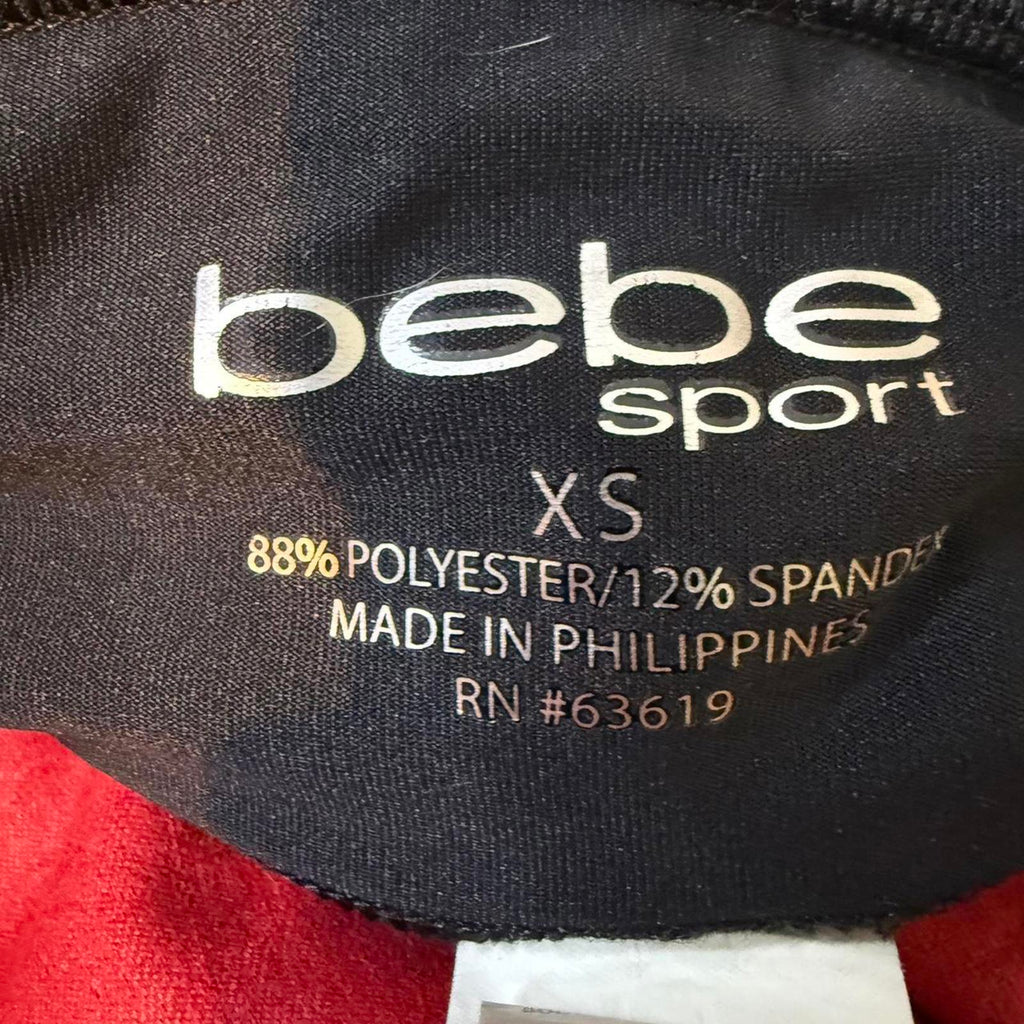 bebe
sport
XS
88% POLYESTER/12% SPANDEX
MADE IN PHILIPPINES
RN #63619